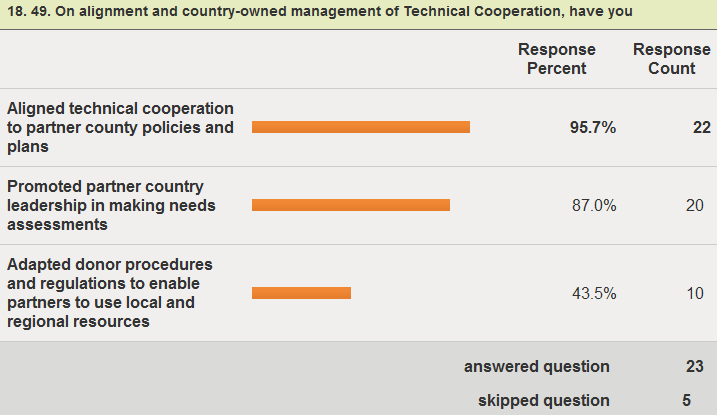 18. 49. On alignment and country-owned management of Technical Cooperation, have you
Response Percent
Response Count
Aligned technical cooperation
to partner county policies and
plans
95.7%
22
Promoted partner country
leadership in making needs
assessments
87.0%
20
Adapted donor procedures
and regulations to enable
partners to use local and
regional resources
43.5%
10
answered question 23
skipped question 5